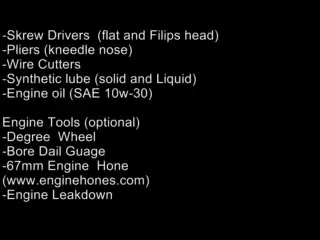 -Skrew Drivers  (flat and Filips head)
-Pliers (kneedle nose)
-Wire Cutters
-Synthetic lube (solid and Liquid)
-Engine oil (SAE 10w-30)

Engine Tools (optional)
-Degree  Wheel
-Bore Dail Guage
-67mm Engine  Hone
(www.enginehones.com)
-Engine Leakdown